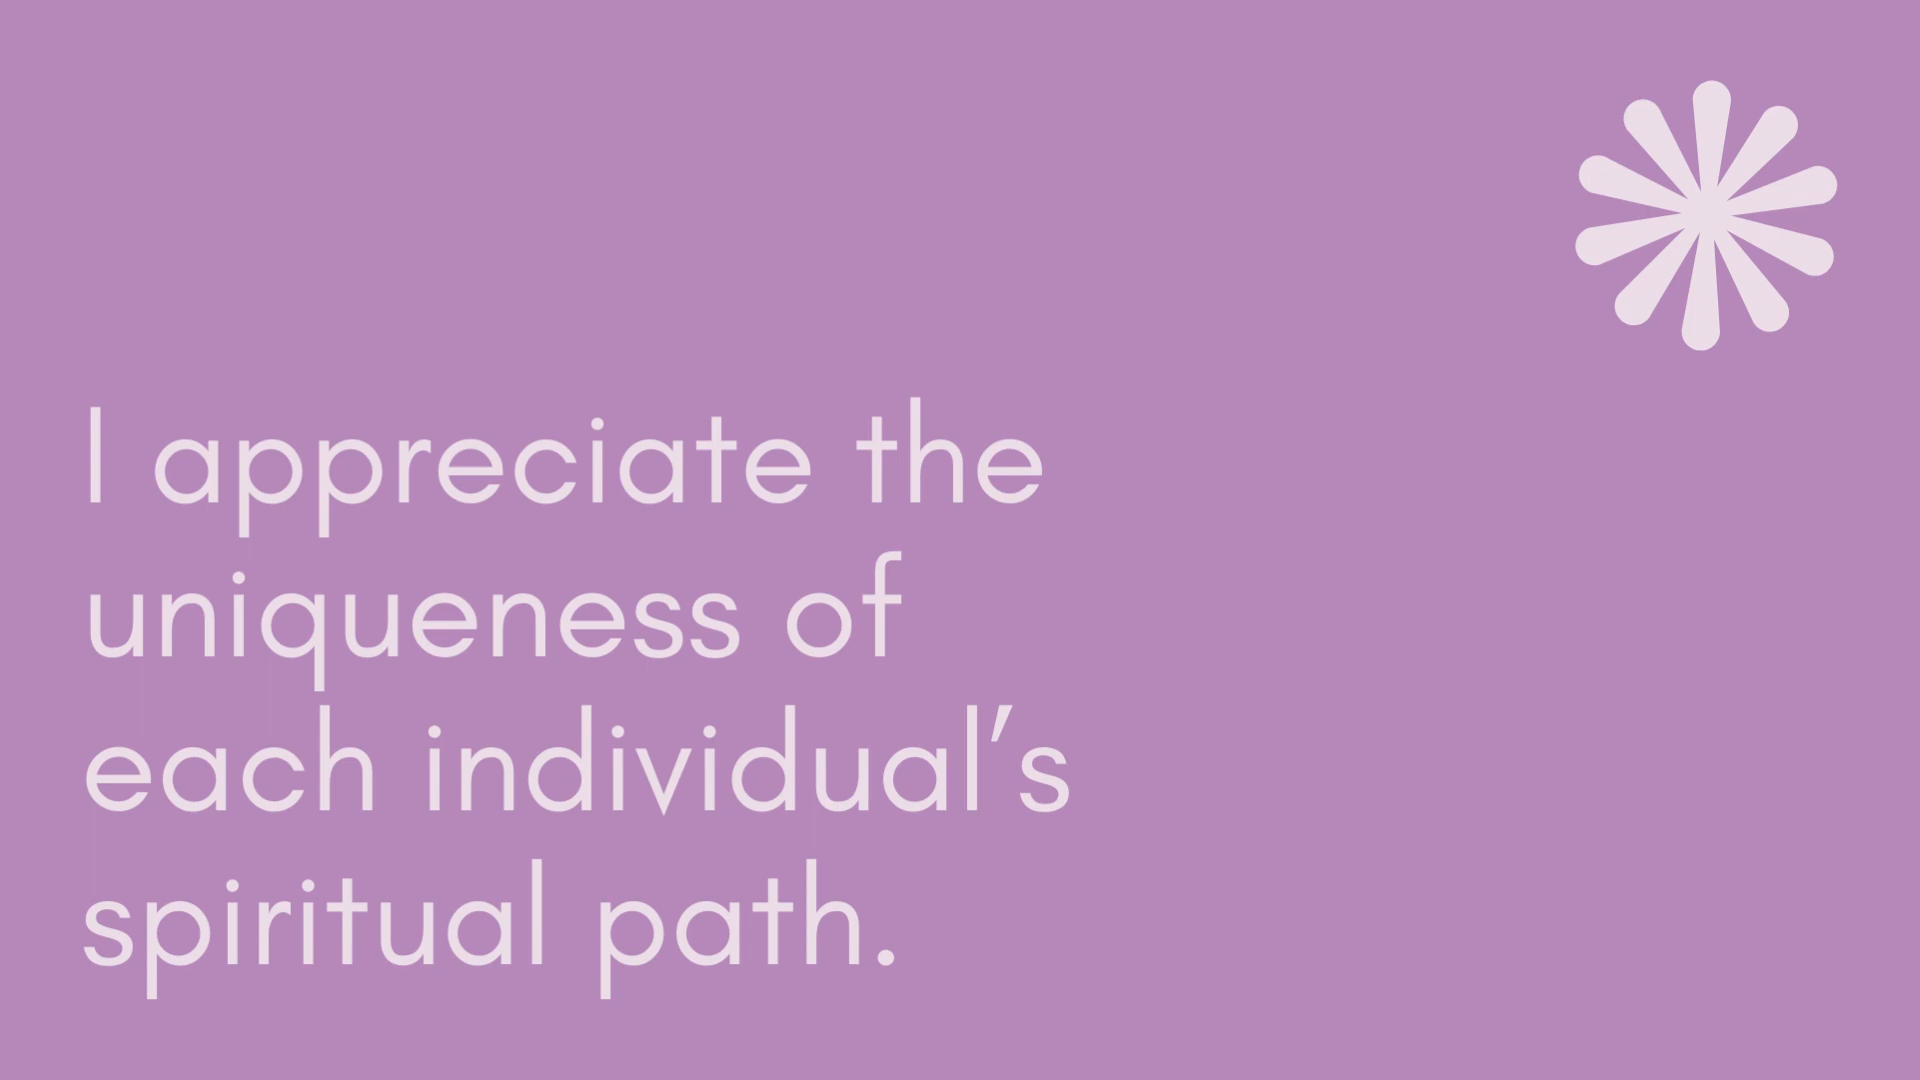 I appreciate the
uniqueness of
each individual’s
spiritual path.